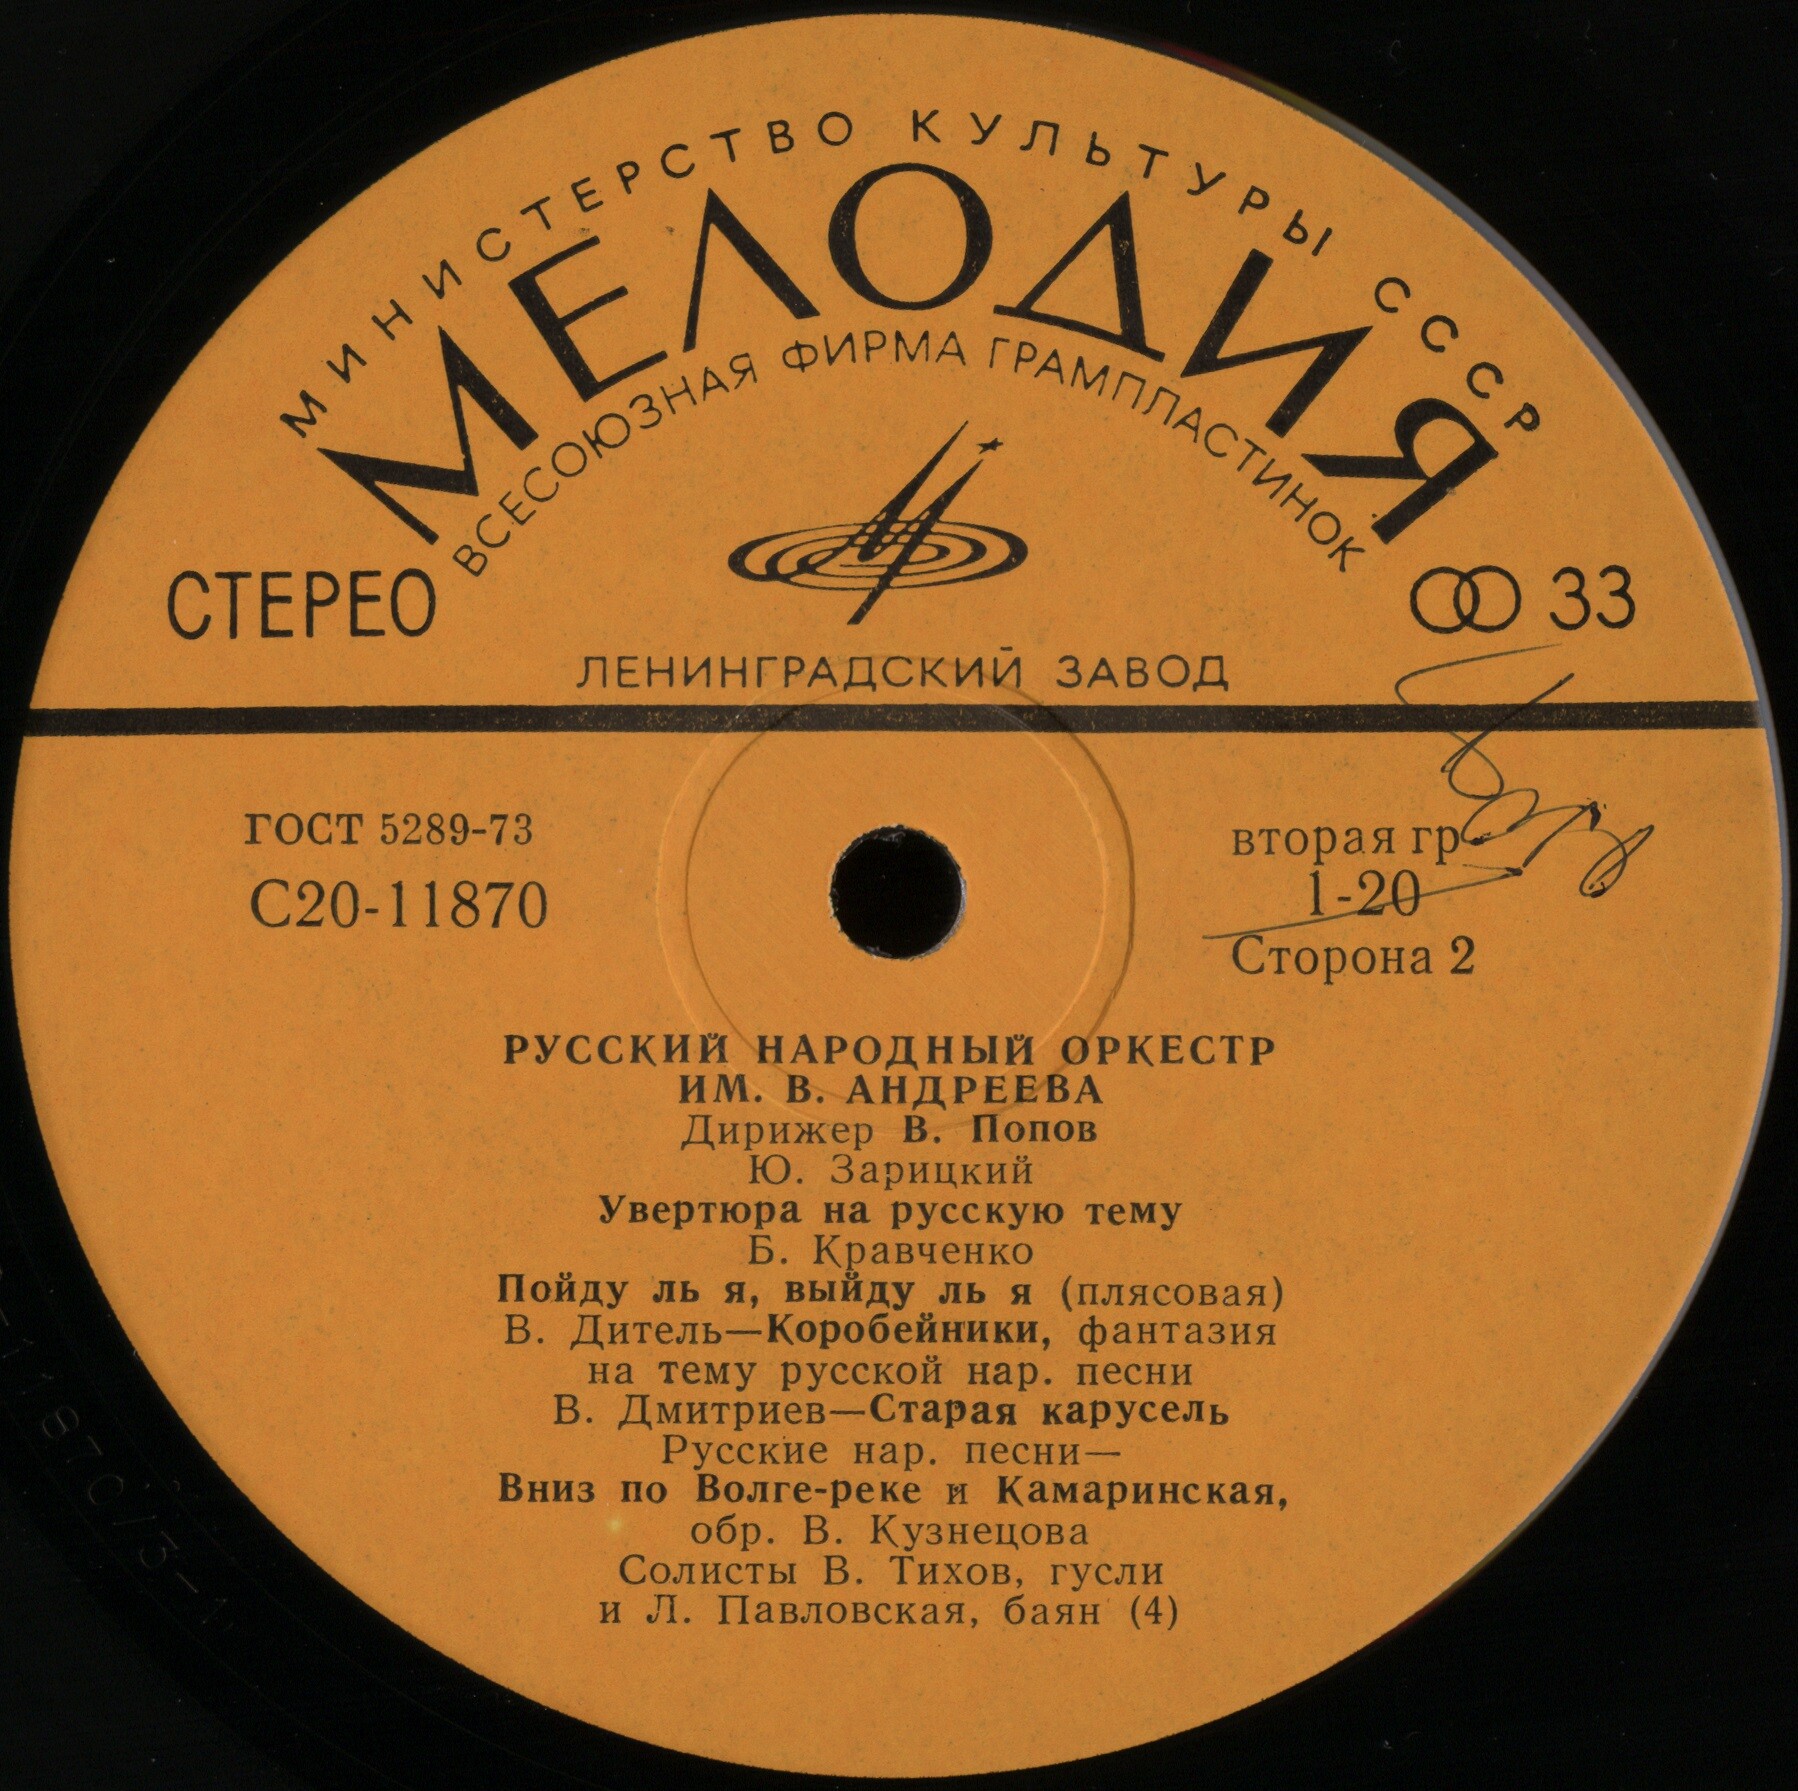 МИНИСТЕРСТВО КУЛЬТУРЫ СССР
МЕЛОДИЯ
ВСЕСОЮЗНАЯ ФИРМА ГРАМПЛАСТИНОК
СТЕРЕО
33
ЛЕНИНГРАДСКИЙ ЗАВОД
ГОСТ 5289-73
С20-11870
вторая гр.
1-20
Сторона 2
РУССКИЙ НАРОДНЫЙ ОРКЕСТР
ИМ. В. АНДРЕЕВА
Дирижер В. Попов
Ю. Зарицкий
Увертюра на русскую тему
Б. Кравченко
Пойду ль я, выйду ль я (плясовая)
В. Дитель—Коробейники, фантазия
на тему русской нар. песни
В. Дмитриев—Старая карусель
Русские нар. песни—
Вниз по Волге-реке и Камаринская,
обр. В. Кузнецова
Солисты В. Тихов, гусли
и Л. Павловская, баян (4)